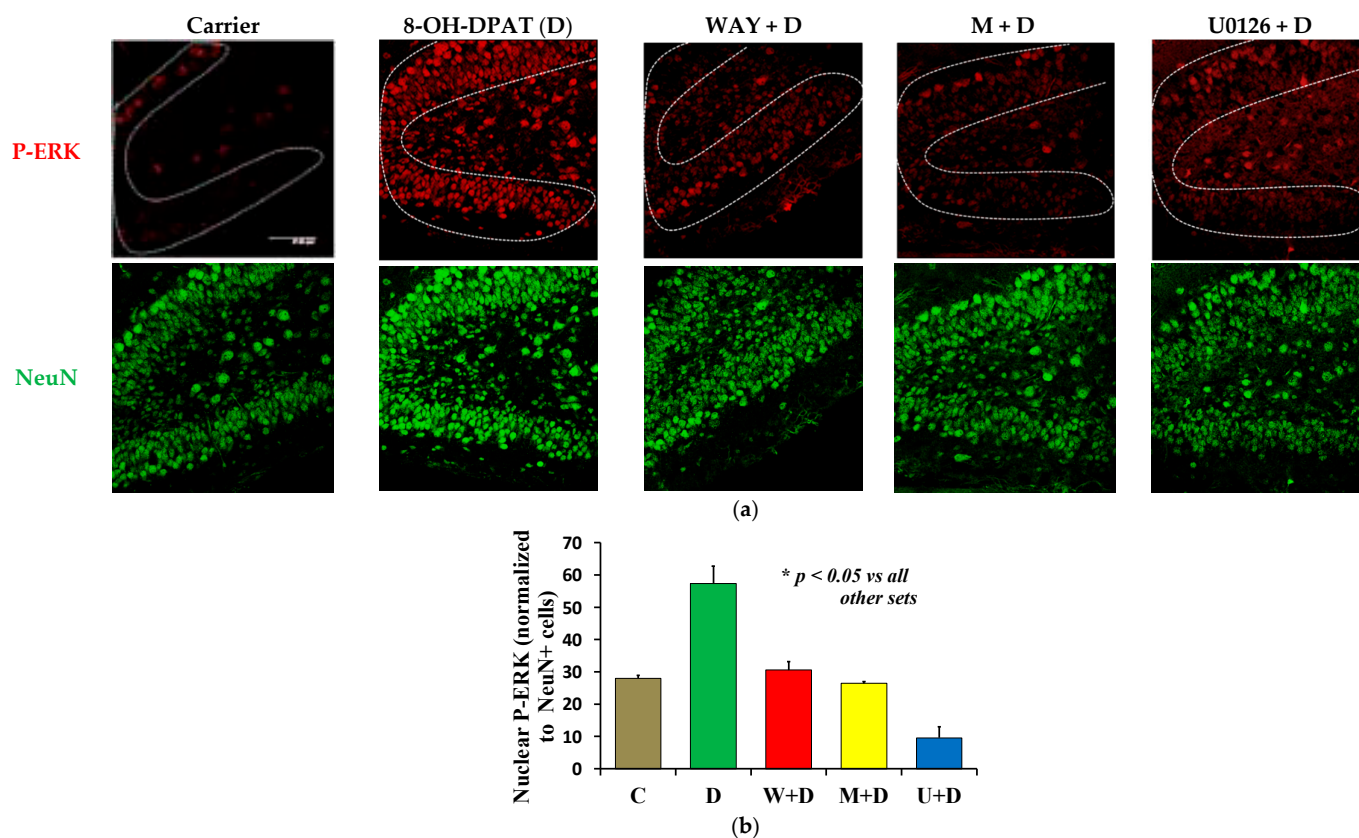 Carrier
8-OH-DPAT (D)
WAY + D
M + D
U0126 + D
P-ERK
NeuN
(a)
Nuclear P-ERK (normalized
to NeuN+ cells)
70
60
50
40
30
20
10
0
* p < 0.05 vs all
other sets
C
D
W+D
M+D
U+D
(b)